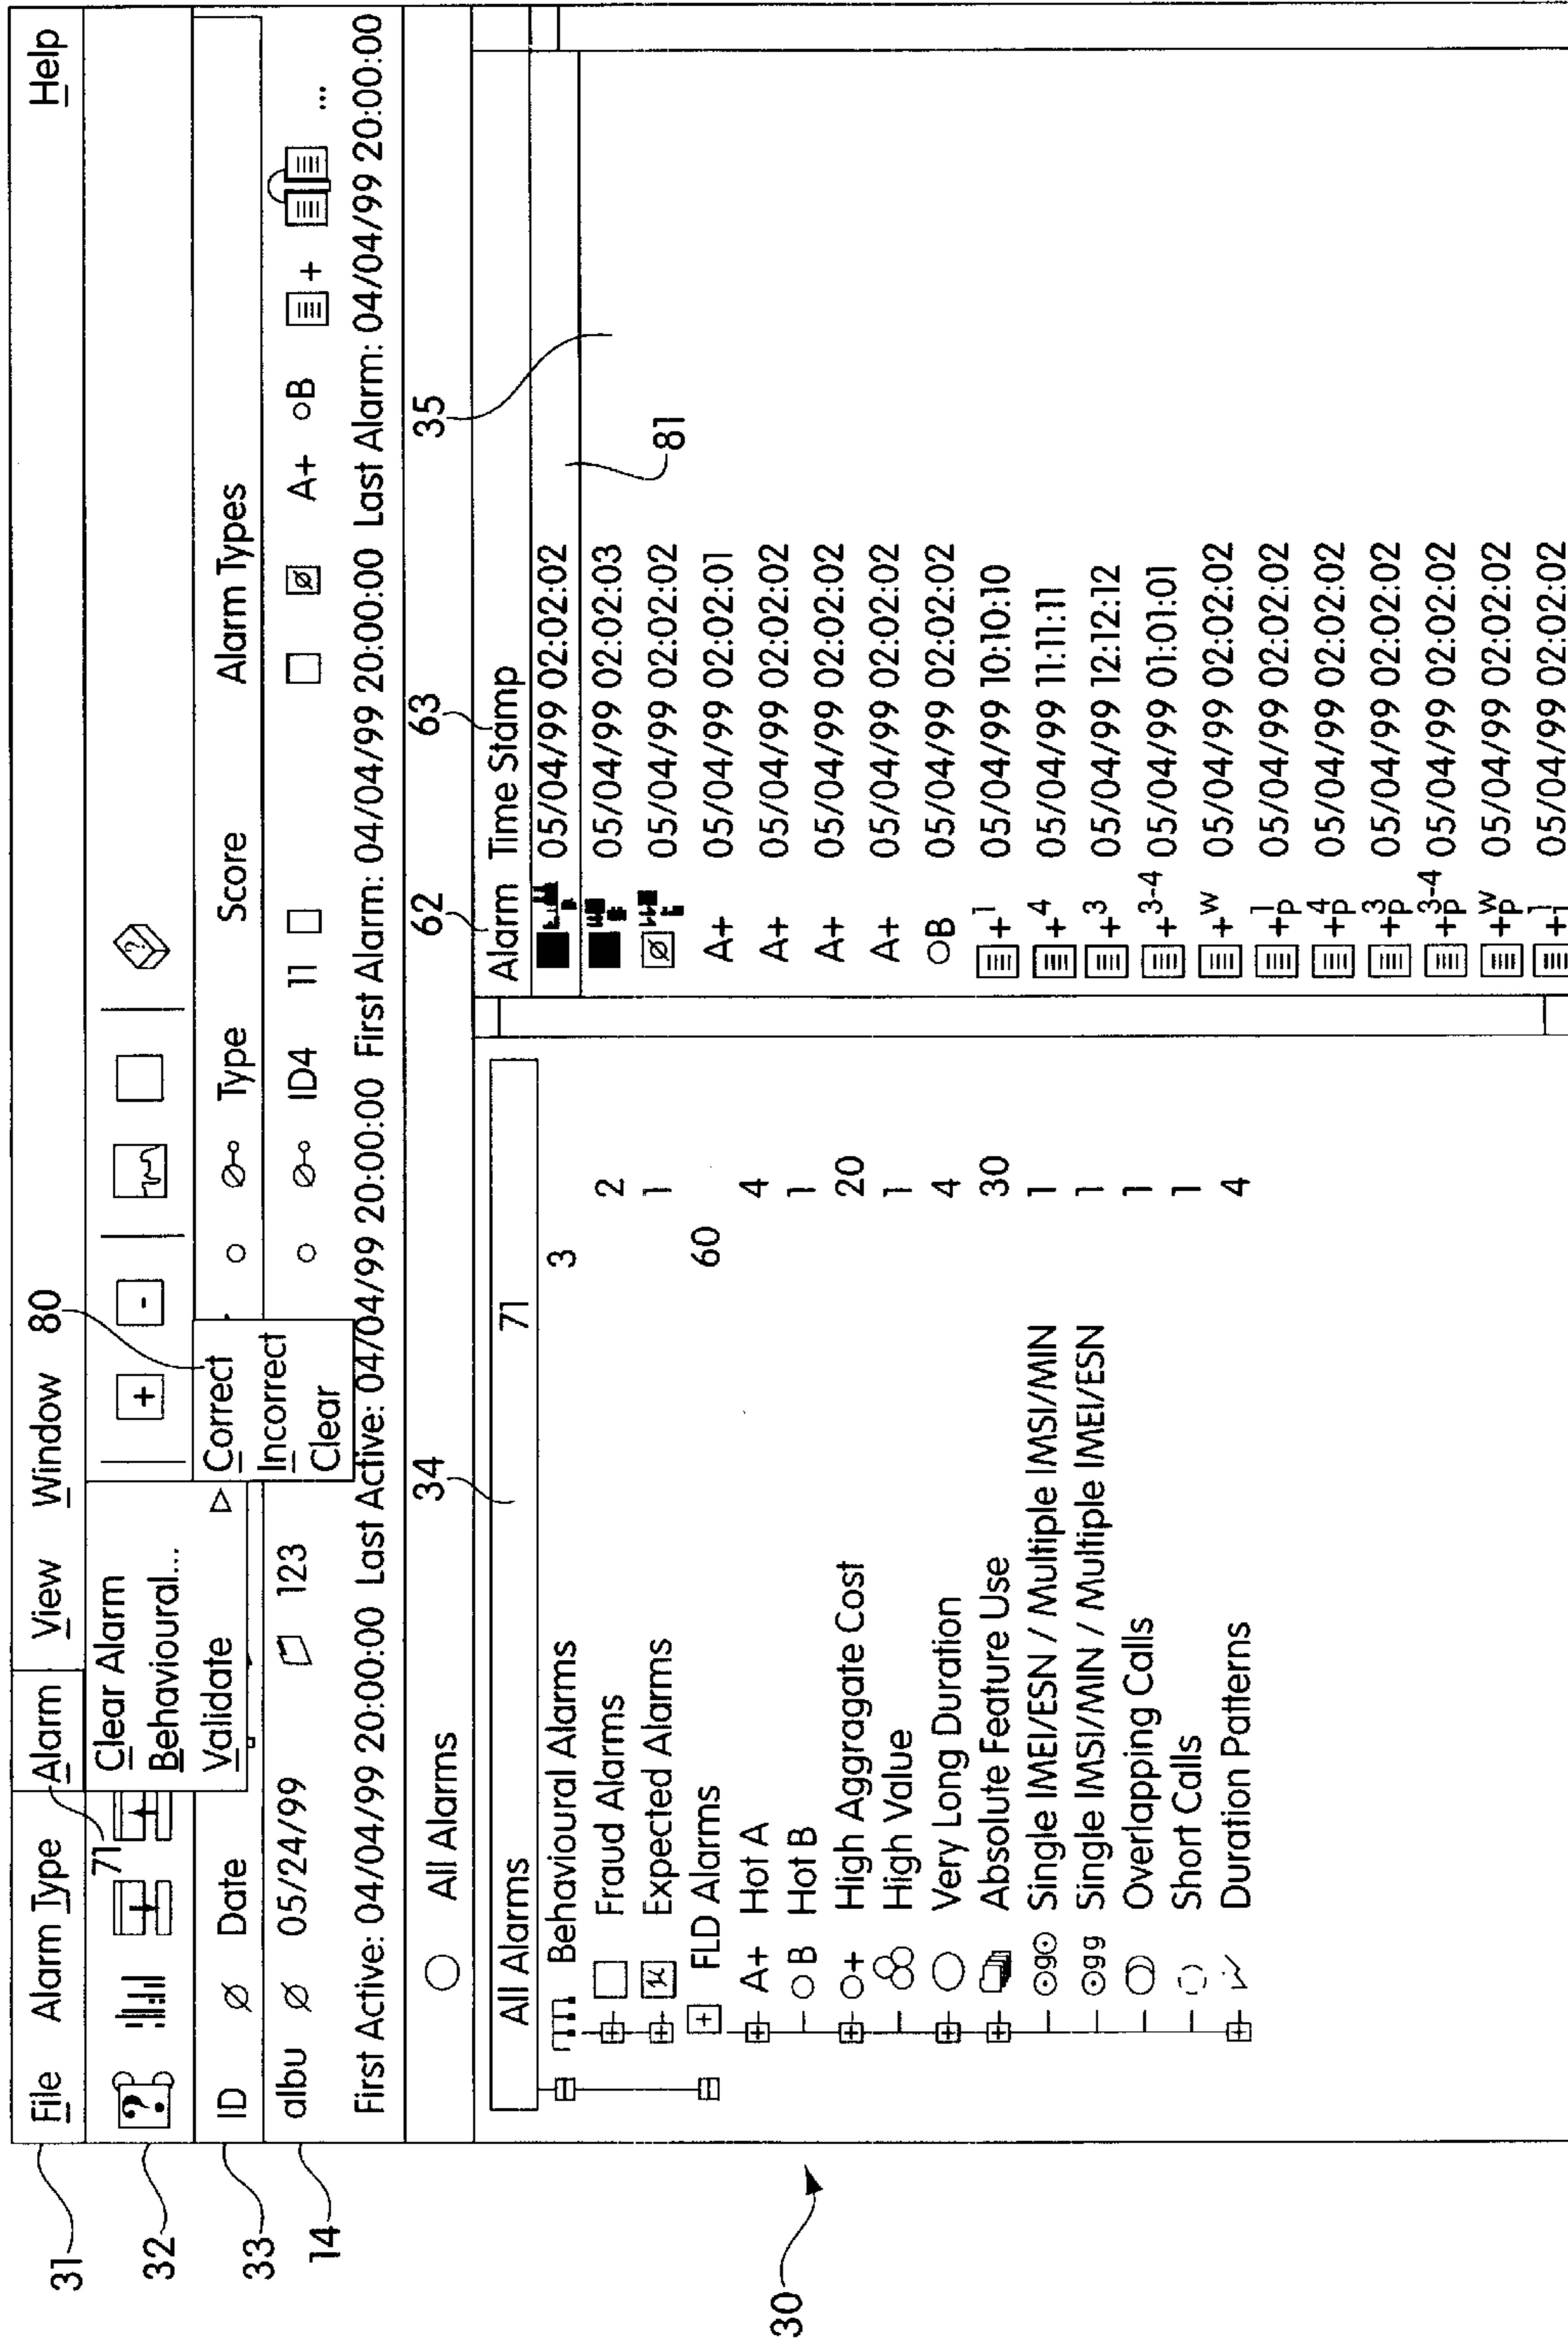 File Alarm Type Alarm View Window 80 Help
31
71
Clear Alarm
Behavioural...
Validate
Correct
Incorrect
Clear
+ - ?
?
32
ID Ø Date Type Score Alarm Types
33
albu Ø 05/24/99 123 ID4 11 A+ B + ...
14
First Active: 04/04/99 20:00:00 Last Active: 04/04/99 20:00:00 First Alarm: 04/04/99 20:00:00 Last Alarm: 04/04/99 20:00:00
All Alarms
34
62
63
35
81
30
All Alarms 71
Behavioural Alarms 3
Fraud Alarms 2
Expected Alarms 1
FLD Alarms 60
A+ Hot A 4
B Hot B 1
High Aggragate Cost 20
High Value 1
Very Long Duration 4
Absolute Feature Use 30
Single IMEI/ESN / Multiple IMSI/MIN 1
Single IMSI/MIN / Multiple IMEI/ESN 1
Overlapping Calls 1
Short Calls 1
Duration Patterns 4
Alarm Time Stamp
05/04/99 02:02:02
05/04/99 02:02:03
Ø 05/04/99 02:02:02
A+ 05/04/99 02:02:01
A+ 05/04/99 02:02:02
A+ 05/04/99 02:02:02
A+ 05/04/99 02:02:02
B 05/04/99 02:02:02
+1 05/04/99 10:10:10
+4 05/04/99 11:11:11
+3 05/04/99 12:12:12
+3-4 05/04/99 01:01:01
+w 05/04/99 02:02:02
+1p 05/04/99 02:02:02
+4p 05/04/99 02:02:02
+3p 05/04/99 02:02:02
+3-4p 05/04/99 02:02:02
+wp 05/04/99 02:02:02
+1 05/04/99 02:02:02